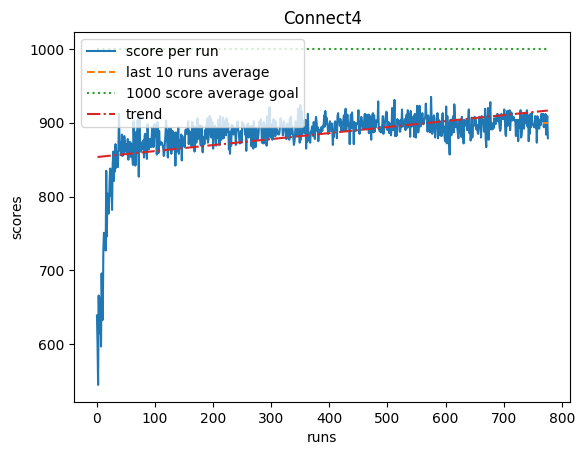 Connect4
score per run
last 10 runs average
1000 score average goal
trend
scores
1000
900
800
700
600
0 100 200 300 400 500 600 700 800
runs